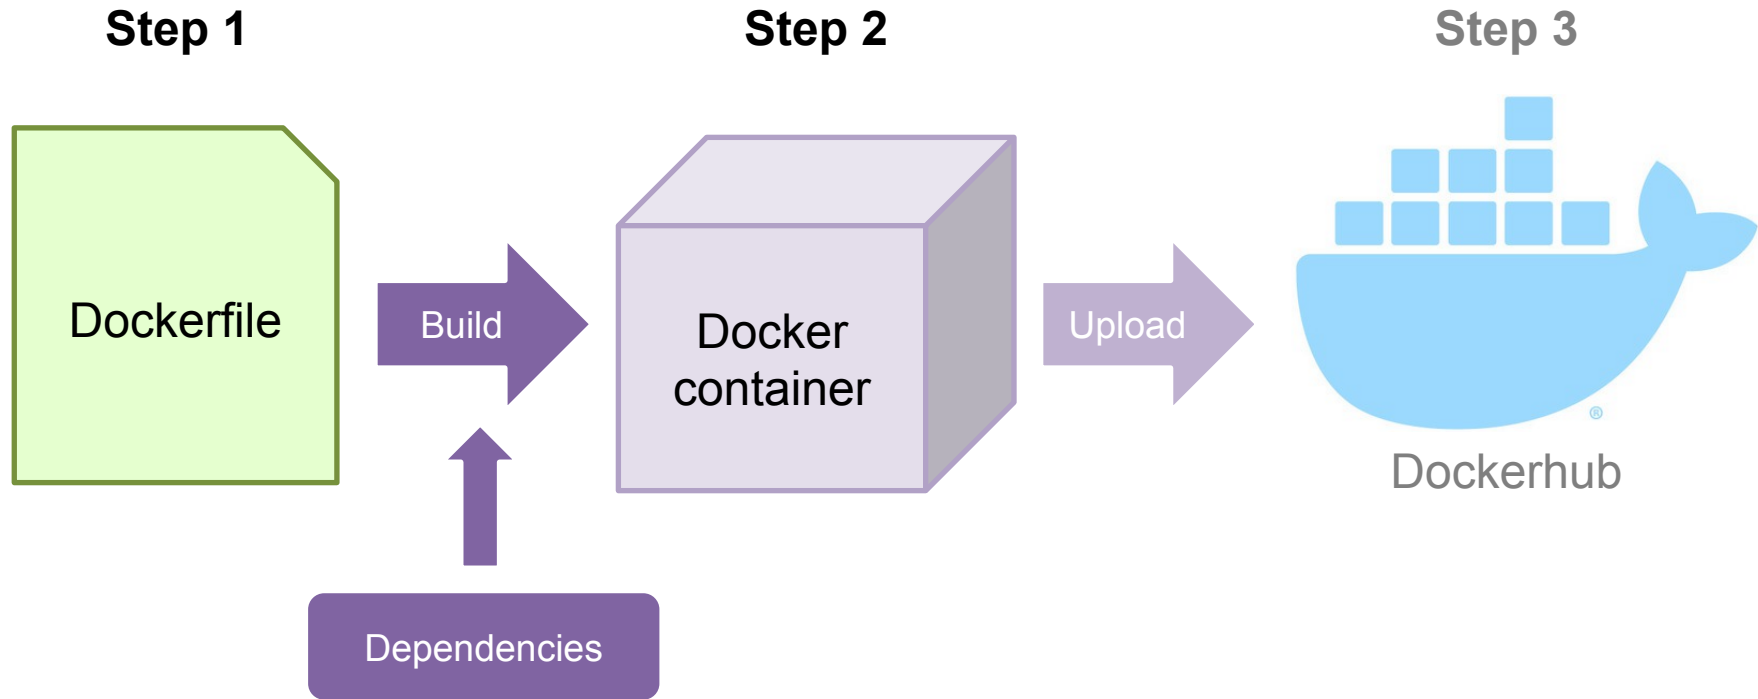 Step 1
Step 2
Step 3
Dockerfile
Build
Docker
container
Upload
®
Dockerhub
Dependencies